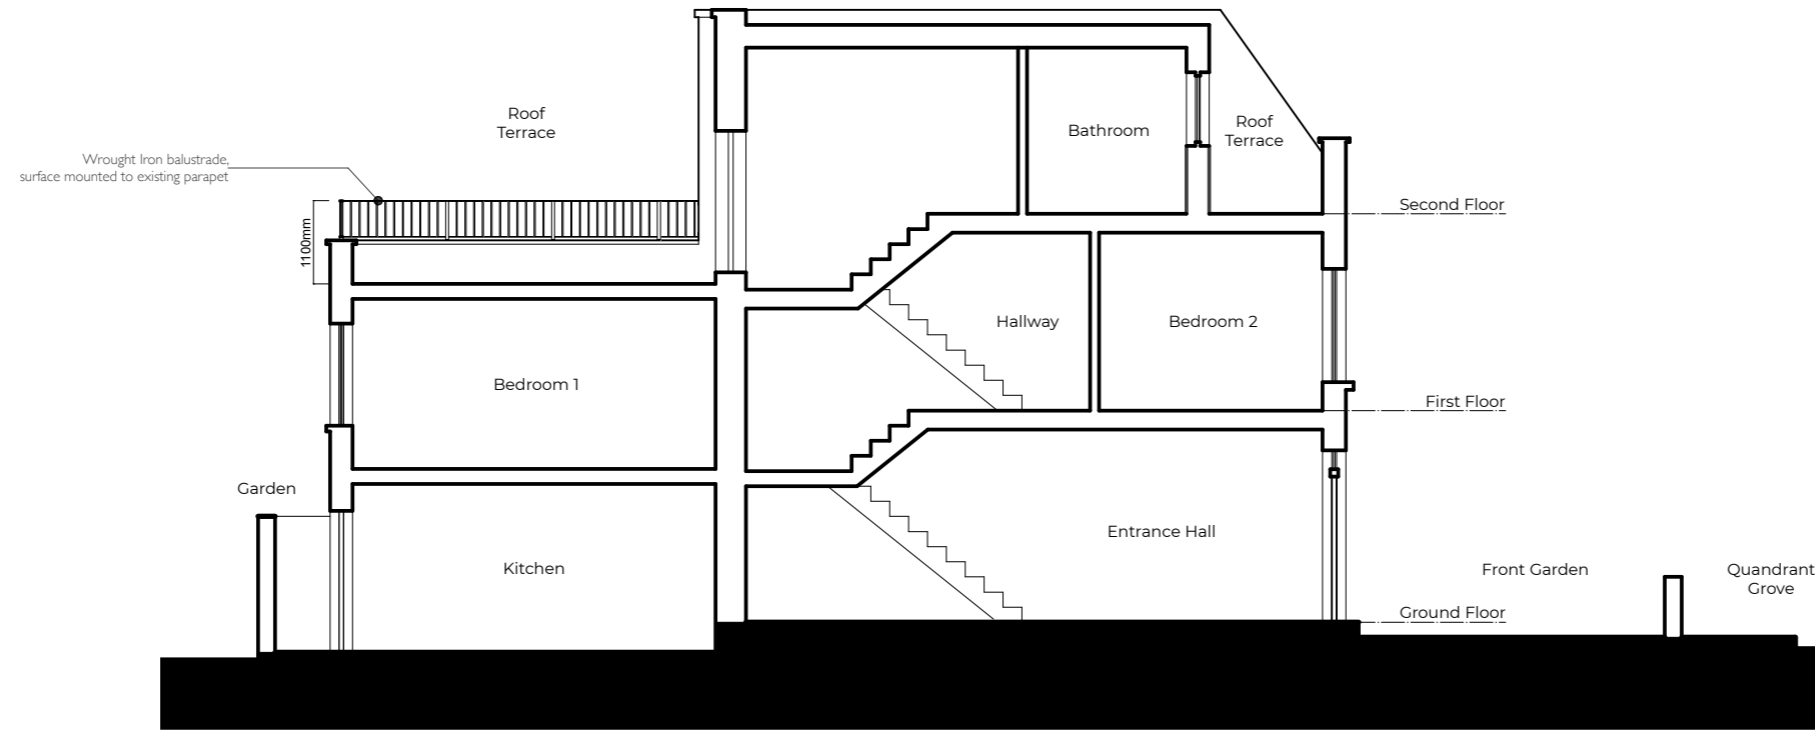 Roof
Terrace
Bathroom
Roof
Terrace
Wrought Iron balustrade,
surface mounted to existing parapet
1100mm
Second Floor
Hallway
Bedroom 2
Bedroom 1
First Floor
Garden
Entrance Hall
Kitchen
Front Garden
Quandrant
Grove
Ground Floor